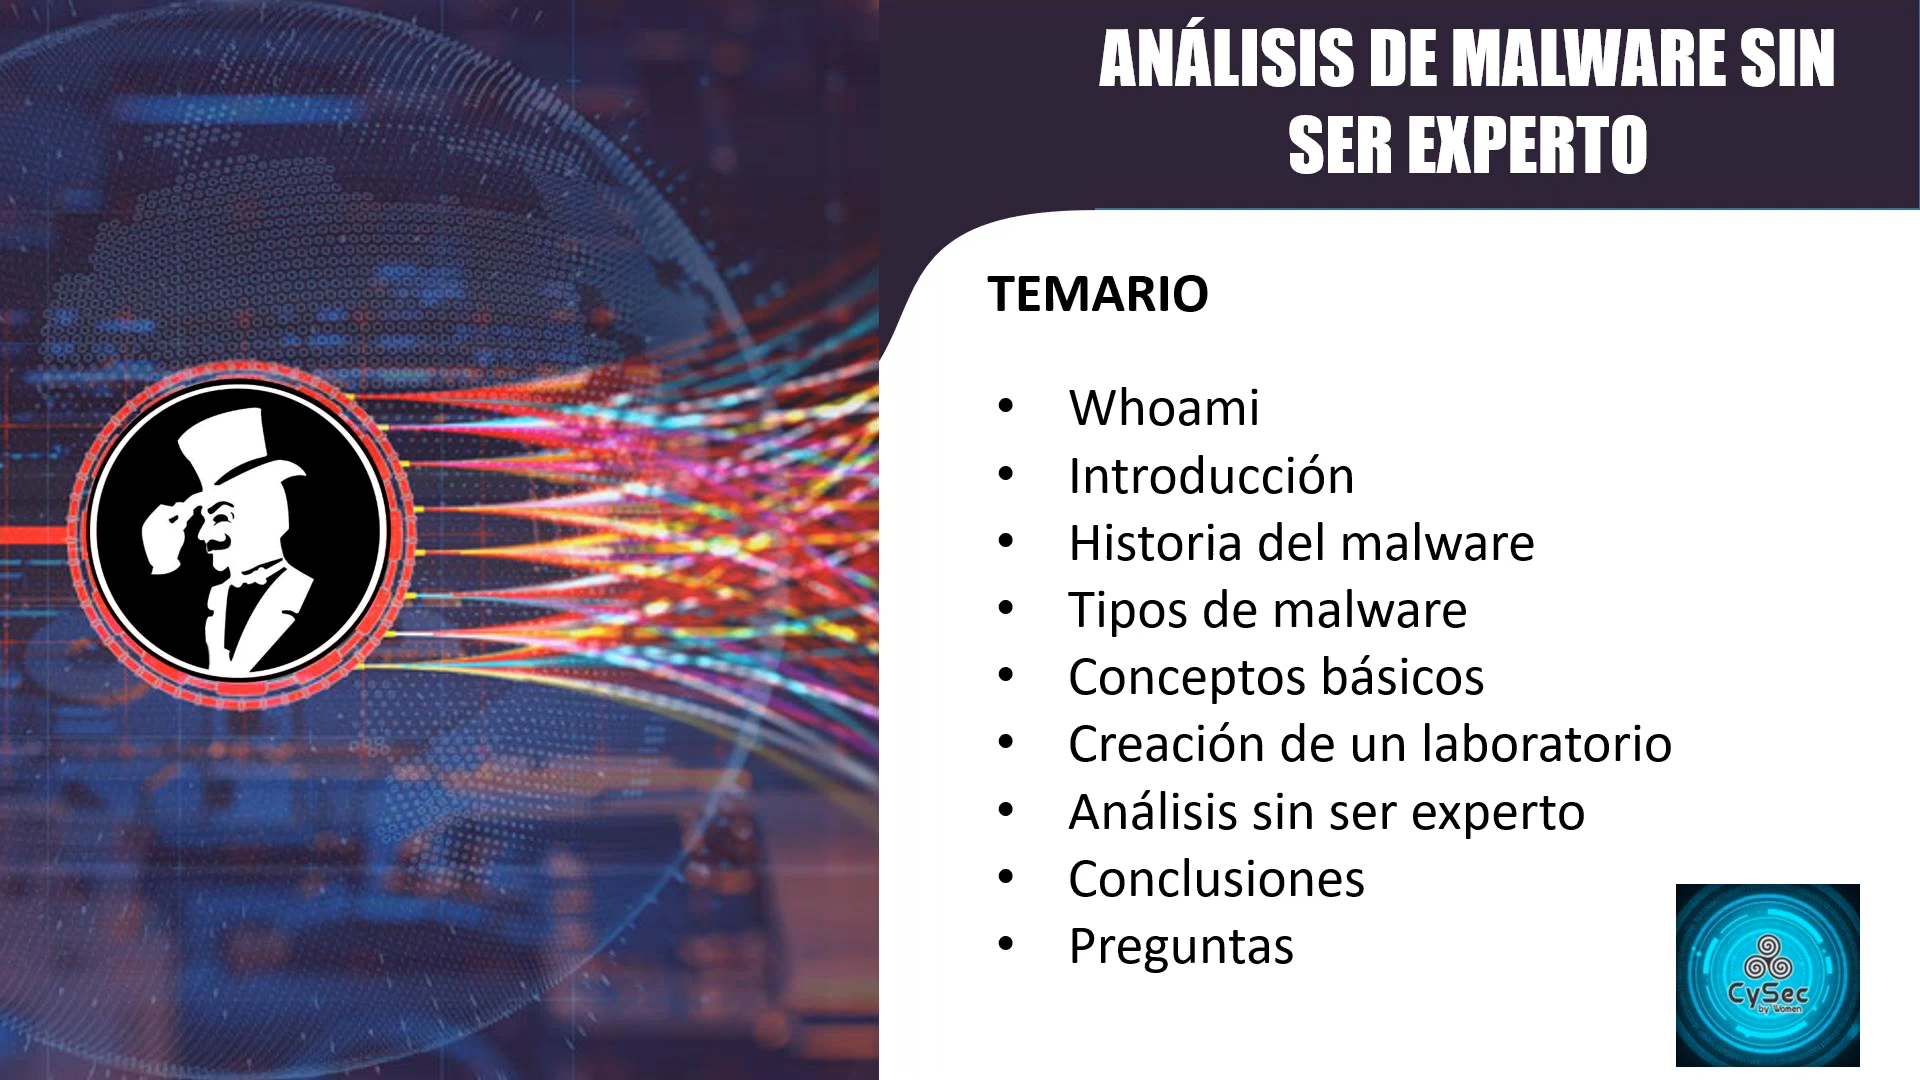 ANÁLISIS DE MALWARE SIN
SER EXPERTO
TEMARIO
• Whoami
• Introducción
• Historia del malware
• Tipos de malware
• Conceptos básicos
• Creación de un laboratorio
• Análisis sin ser experto
• Conclusiones
• Preguntas
CySec
by Women